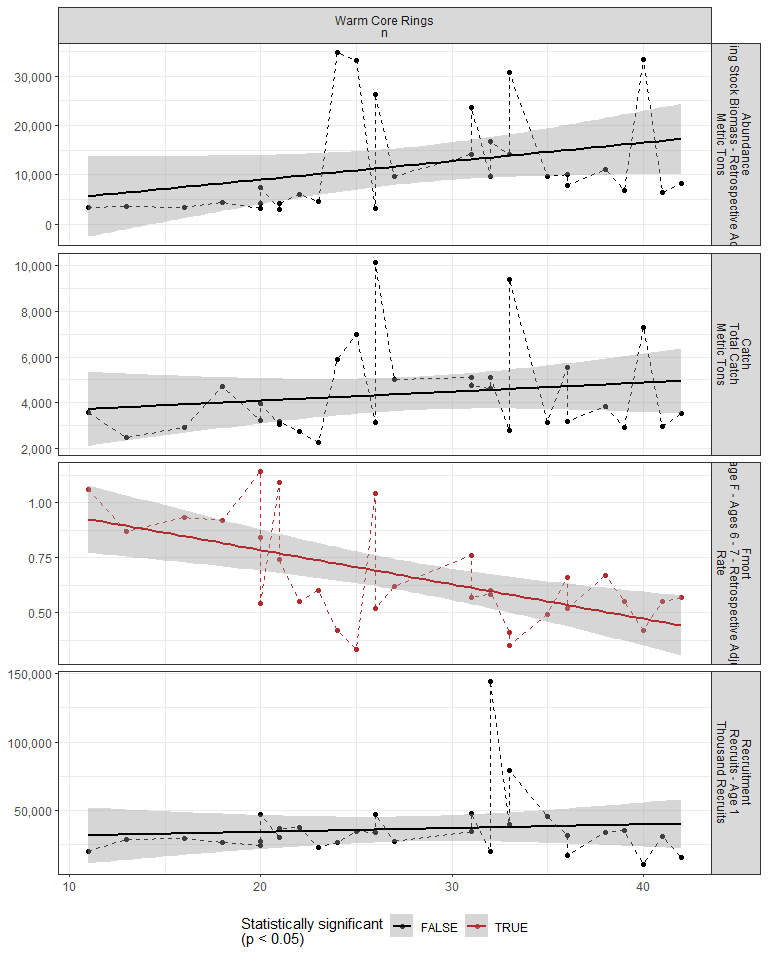 Warm Core Rings
n
30,000
20,000
10,000
0
Abundance
ing Stock Biomass - Retrospective Ad
Metric Tons
10,000
8,000
6,000
4,000
2,000
Catch
Total Catch
Metric Tons
1.00
0.75
0.50
Fmort
age F - Ages 6 - 7 - Retrospective Adju
Rate
150,000
100,000
50,000
Recruitment
Recruits - Age 1
Thousand Recruits
10 20 30 40
Statistically significant
(p < 0.05)
FALSE TRUE